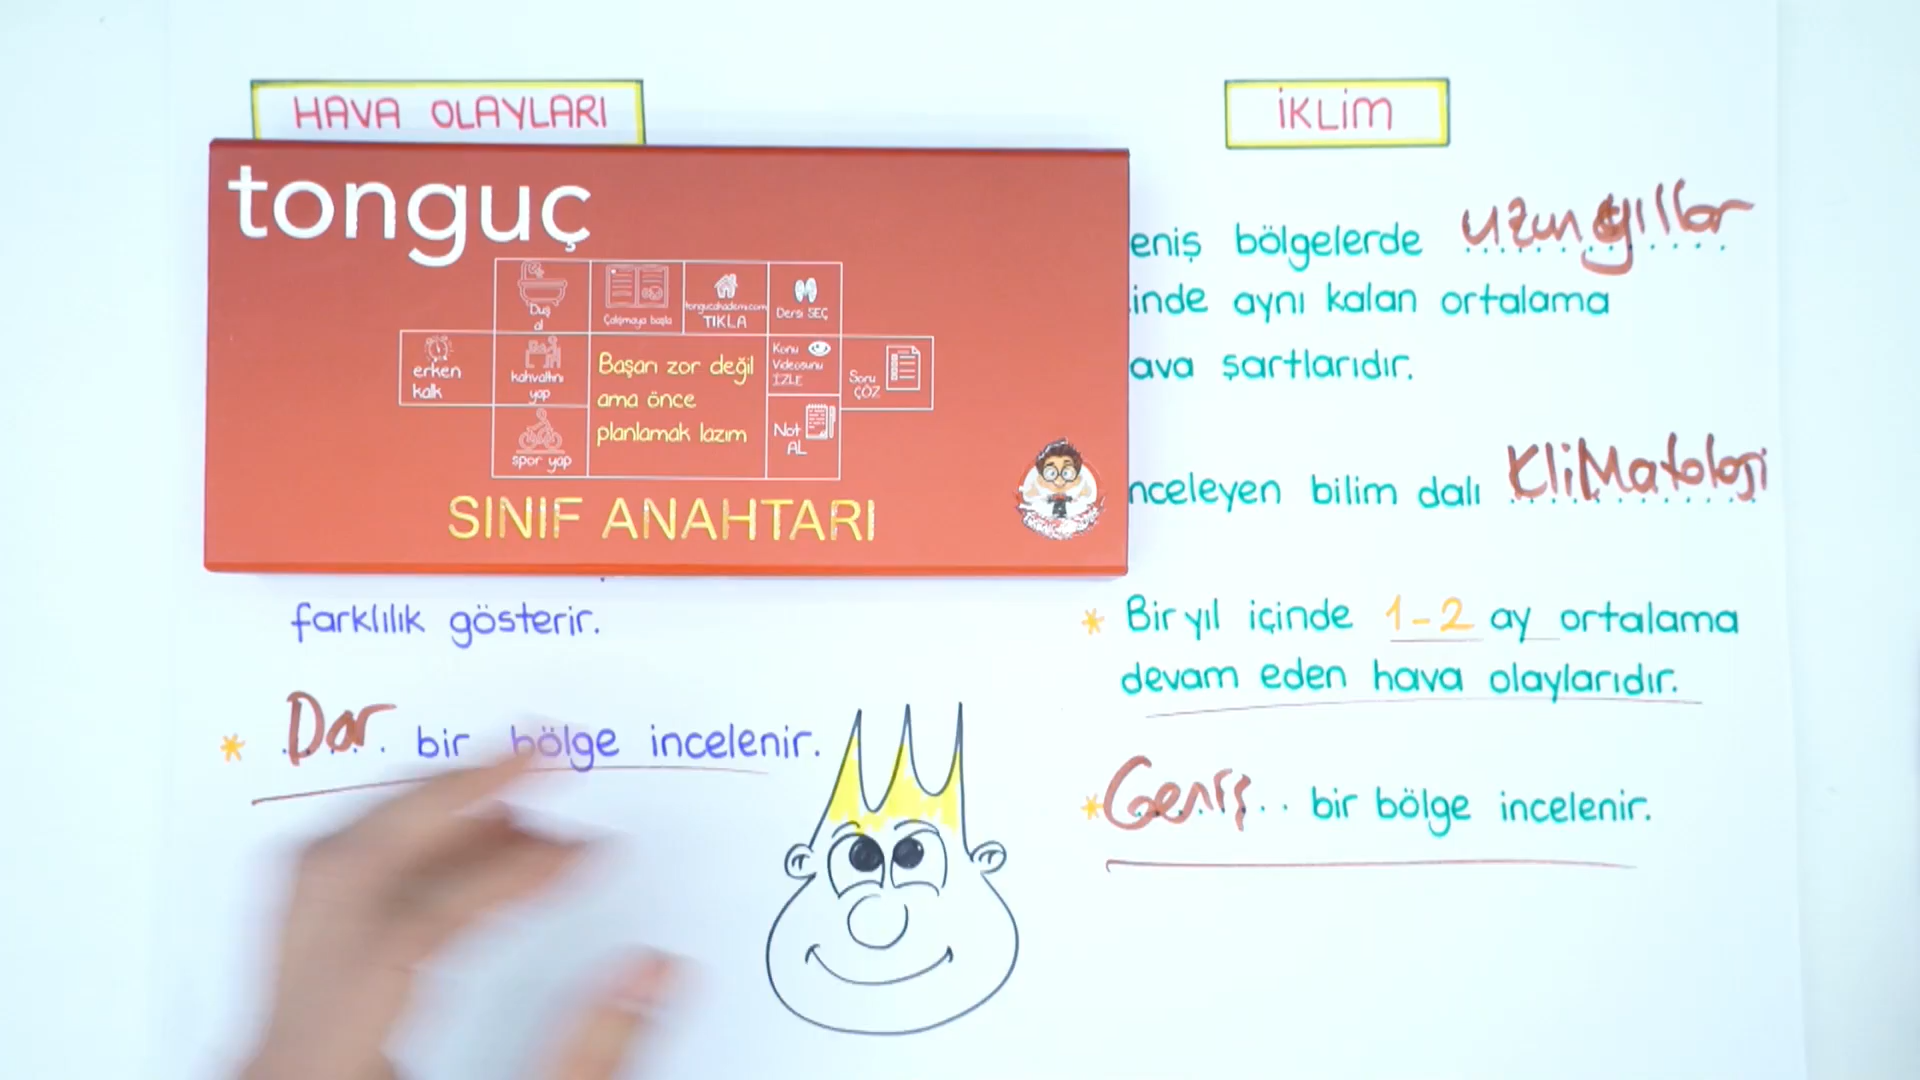 HAVA OLAYLARI
tonguç
Duş al
Çalışmaya başla
tongucakademi.com TIKLA
Dersi SEÇ
erken kalk
kahvaltını yap
Başarı zor değil
ama önce
planlamak lazım
Konu Videosunu İZLE
Soru ÇÖZ
Not AL
spor yap
SINIF ANAHTARI
farklılık gösterir.
* Dar bir bölge incelenir.
İKLİM
eniş bölgelerde uzun yıllar
inde aynı kalan ortalama
ava şartlarıdır.
nceleyen bilim dalı KliMatoloji
* Bir yıl içinde 1-2 ay ortalama
devam eden hava olaylarıdır.
* Geniş.. bir bölge incelenir.